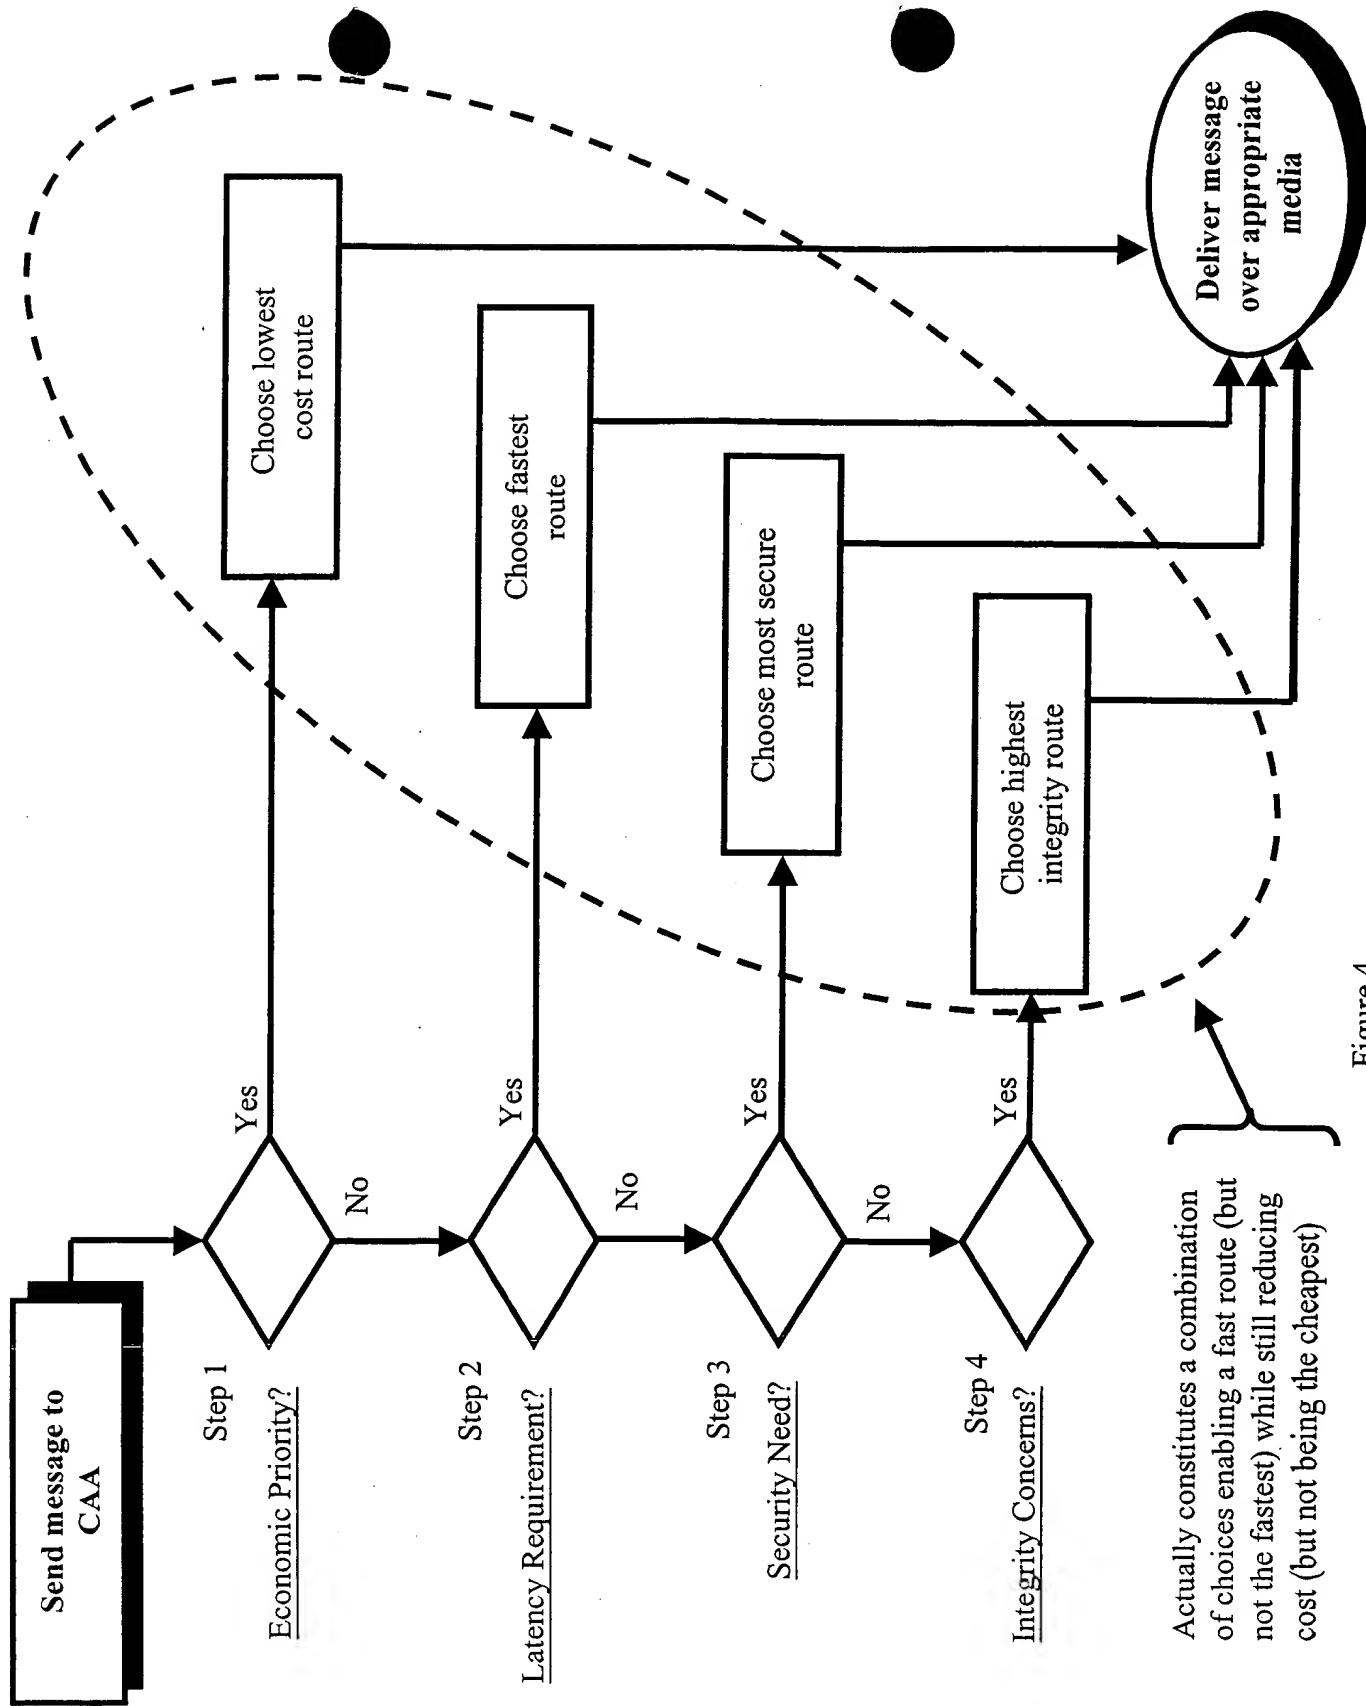 Send message to
CAA
Step 1
Economic Priority?
Yes
No
Choose lowest
cost route
Step 2
Latency Requirement?
Yes
No
Choose fastest
route
Step 3
Security Need?
Yes
No
Choose most secure
route
Step 4
Integrity Concerns?
Yes
Choose highest
integrity route
Deliver message
over appropriate
media
Actually constitutes a combination
of choices enabling a fast route (but
not the fastest) while still reducing
cost (but not being the cheapest)
Figure 4